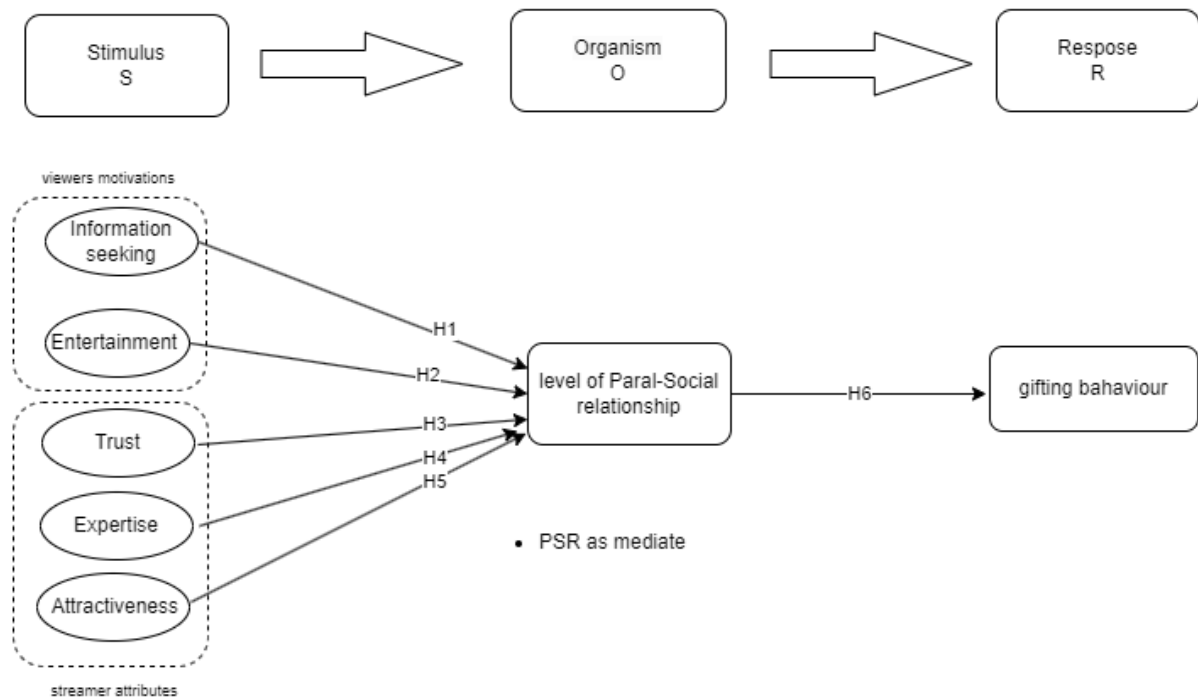 Stimulus
S
Organism
O
Respose
R
viewers motivations
Information
seeking
Entertainment
H1
H2
level of Paral-Social
relationship
H6
gifting bahaviour
Trust
H3
H4
H5
Expertise
• PSR as mediate
Attractiveness
streamer attributes